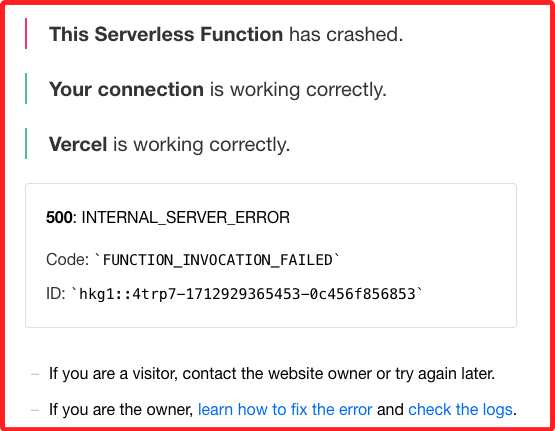 This Serverless Function has crashed.
Your connection is working correctly.
Vercel is working correctly.
500: INTERNAL_SERVER_ERROR
Code: `FUNCTION_INVOCATION_FAILED`
ID: `hkg1::4trp7-1712929365453-0c456f856853`
– If you are a visitor, contact the website owner or try again later.
– If you are the owner, learn how to fix the error and check the logs.